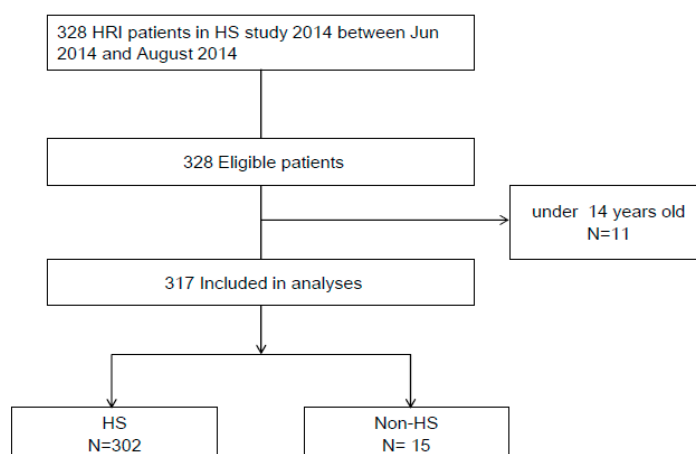 328 HRI patients in HS study 2014 between Jun
2014 and August 2014
328 Eligible patients
under 14 years old
N=11
317 Included in analyses
HS
N=302
Non-HS
N= 15